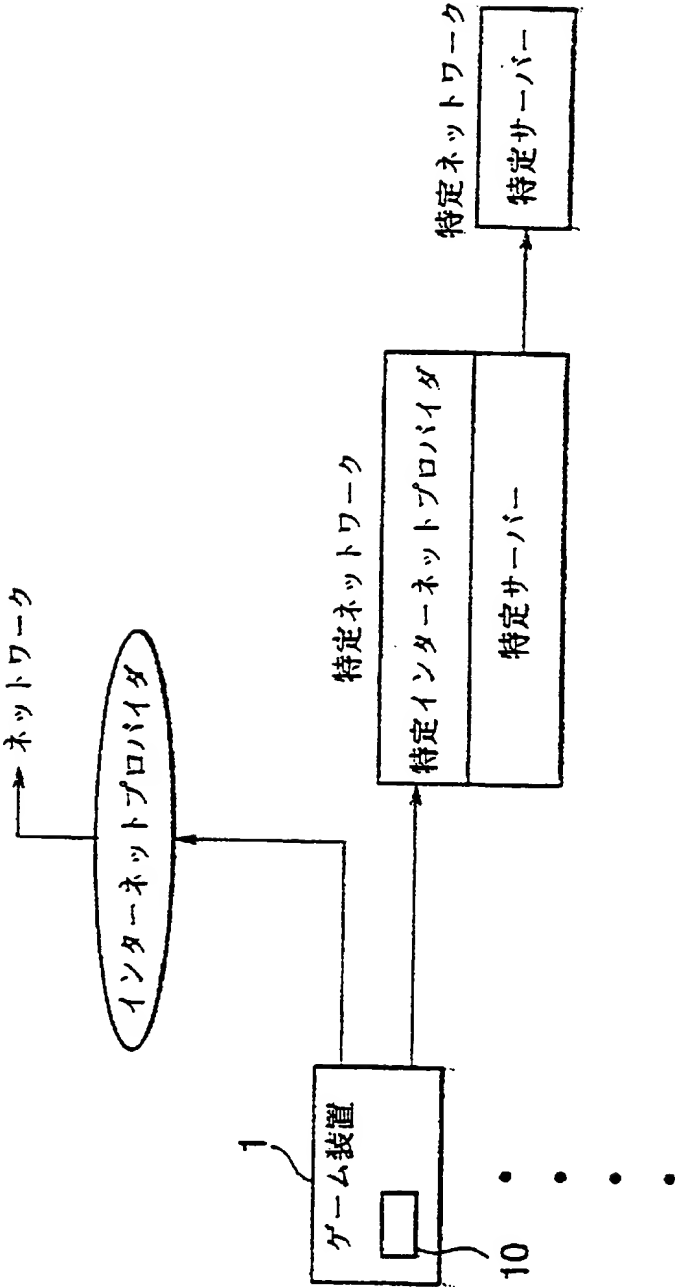 ネットワーク
インターネットプロバイダ
1
ゲーム装置
10
特定ネットワーク
特定インターネットプロバイダ
特定サーバー
特定ネットワーク
特定サーバー